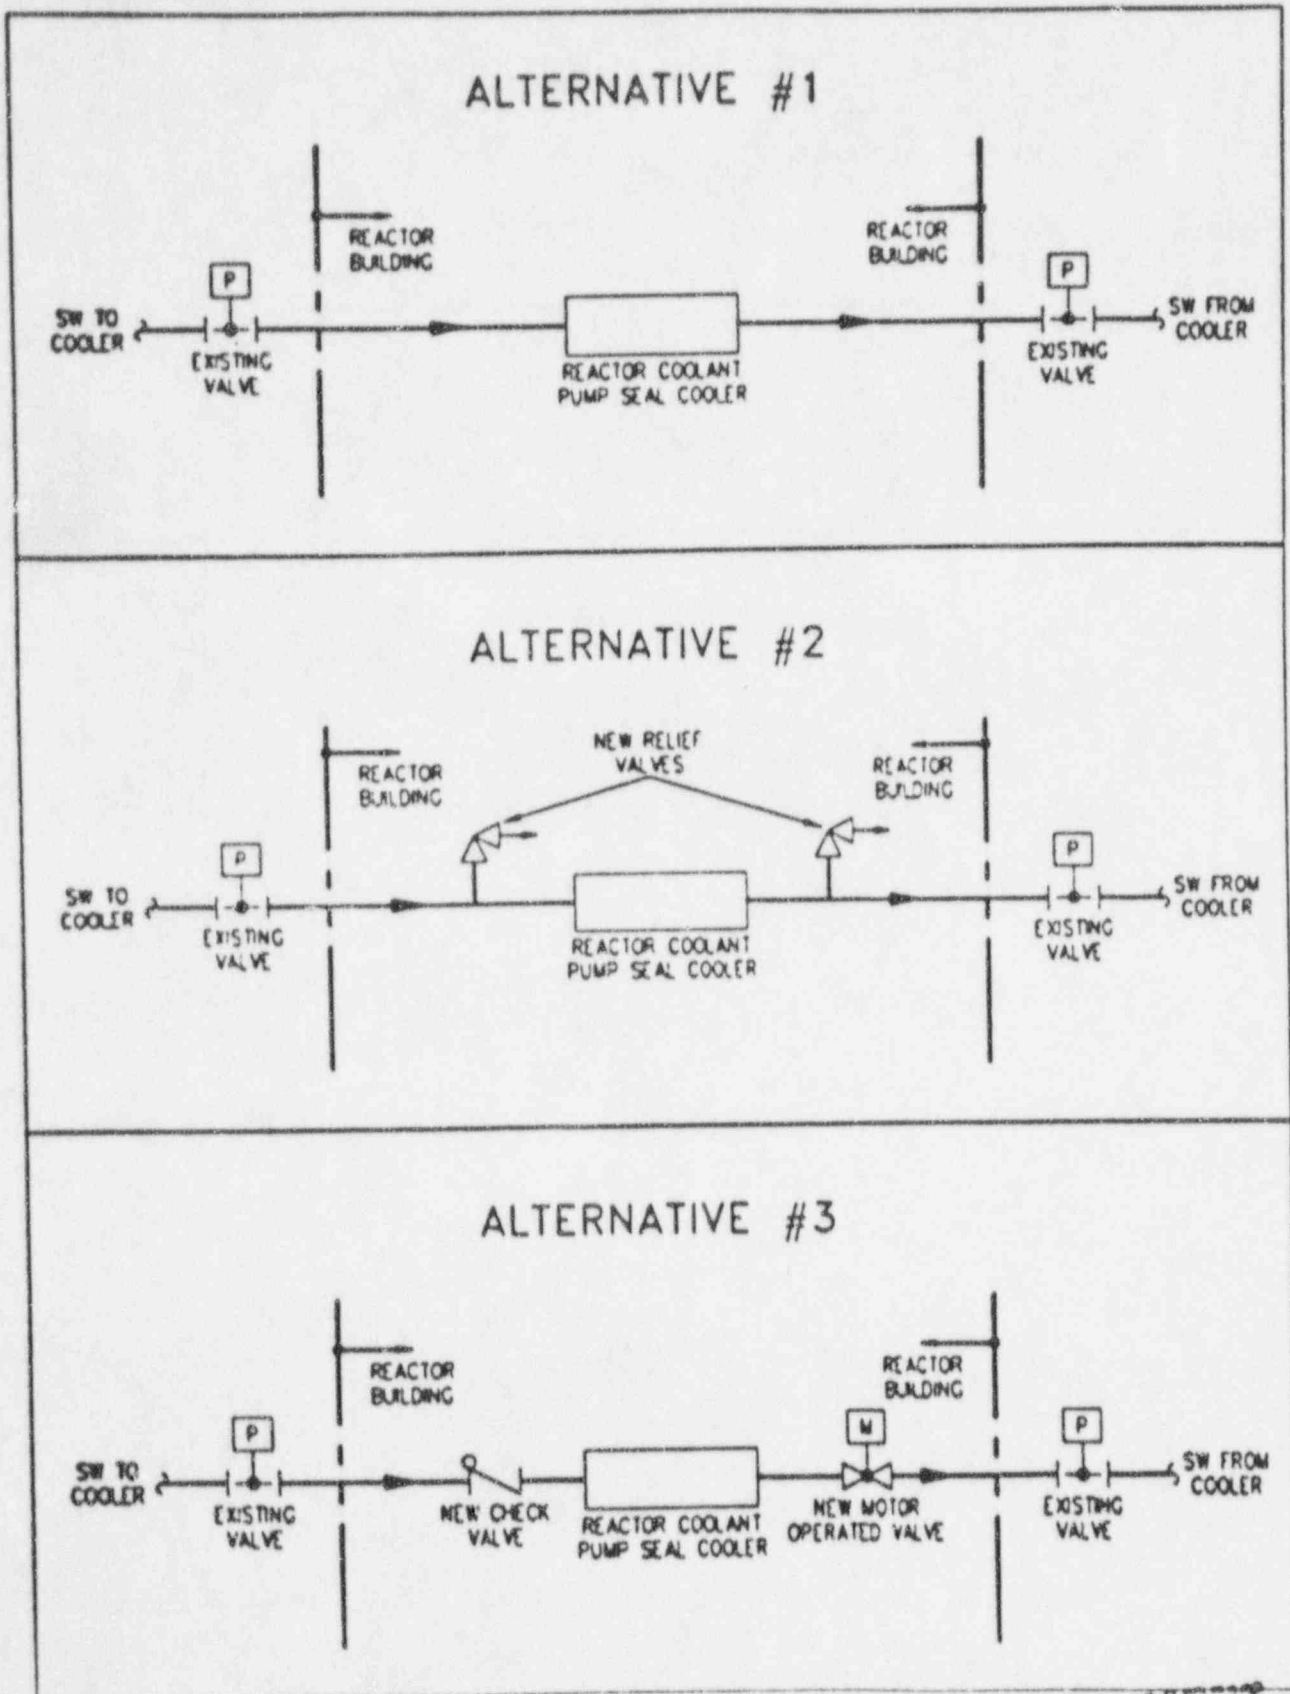 ALTERNATIVE #1
REACTOR
BUILDING
REACTOR
BUILDING
P
P
SW TO
COOLER
SW FROM
COOLER
EXISTING
VALVE
REACTOR COOLANT
PUMP SEAL COOLER
EXISTING
VALVE
ALTERNATIVE #2
NEW RELIEF
VALVES
REACTOR
BUILDING
REACTOR
BUILDING
P
P
SW TO
COOLER
SW FROM
COOLER
EXISTING
VALVE
REACTOR COOLANT
PUMP SEAL COOLER
EXISTING
VALVE
ALTERNATIVE #3
REACTOR
BUILDING
REACTOR
BUILDING
P
M
P
SW TO
COOLER
SW FROM
COOLER
EXISTING
VALVE
NEW CHECK
VALVE
REACTOR COOLANT
PUMP SEAL COOLER
NEW MOTOR
OPERATED VALVE
EXISTING
VALVE